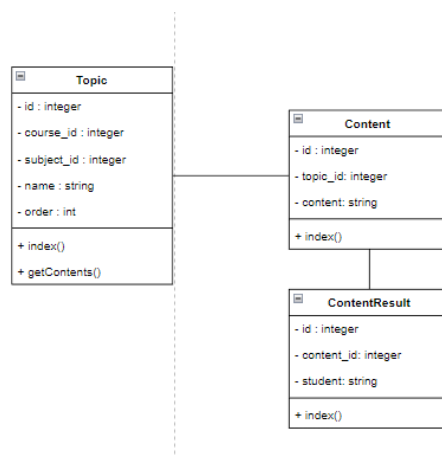 Topic
- id : integer
- course_id : integer
- subject_id : integer
- name : string
- order : int
+ index()
+ getContents()
Content
- id : integer
- topic_id: integer
- content: string
+ index()
ContentResult
- id : integer
- content_id: integer
- student: string
+ index()